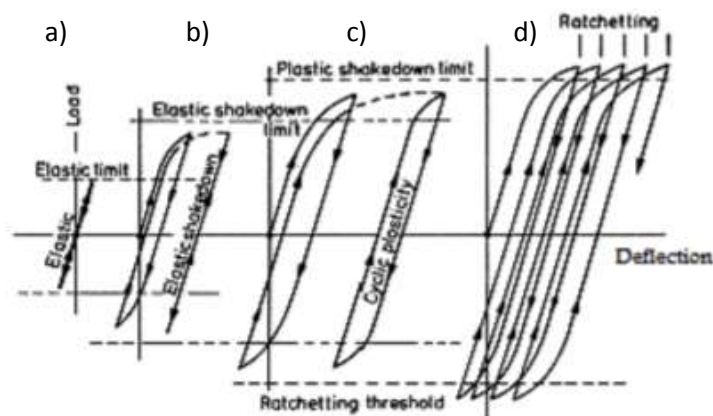 a)
b)
c)
d)
Ratchetting
Plastic shakedown limit
Load
Elastic shakedown
limit
Elastic limit
Elastic
Elastic shakedown
Cyclic plasticity
Deflection
Ratchetting threshold